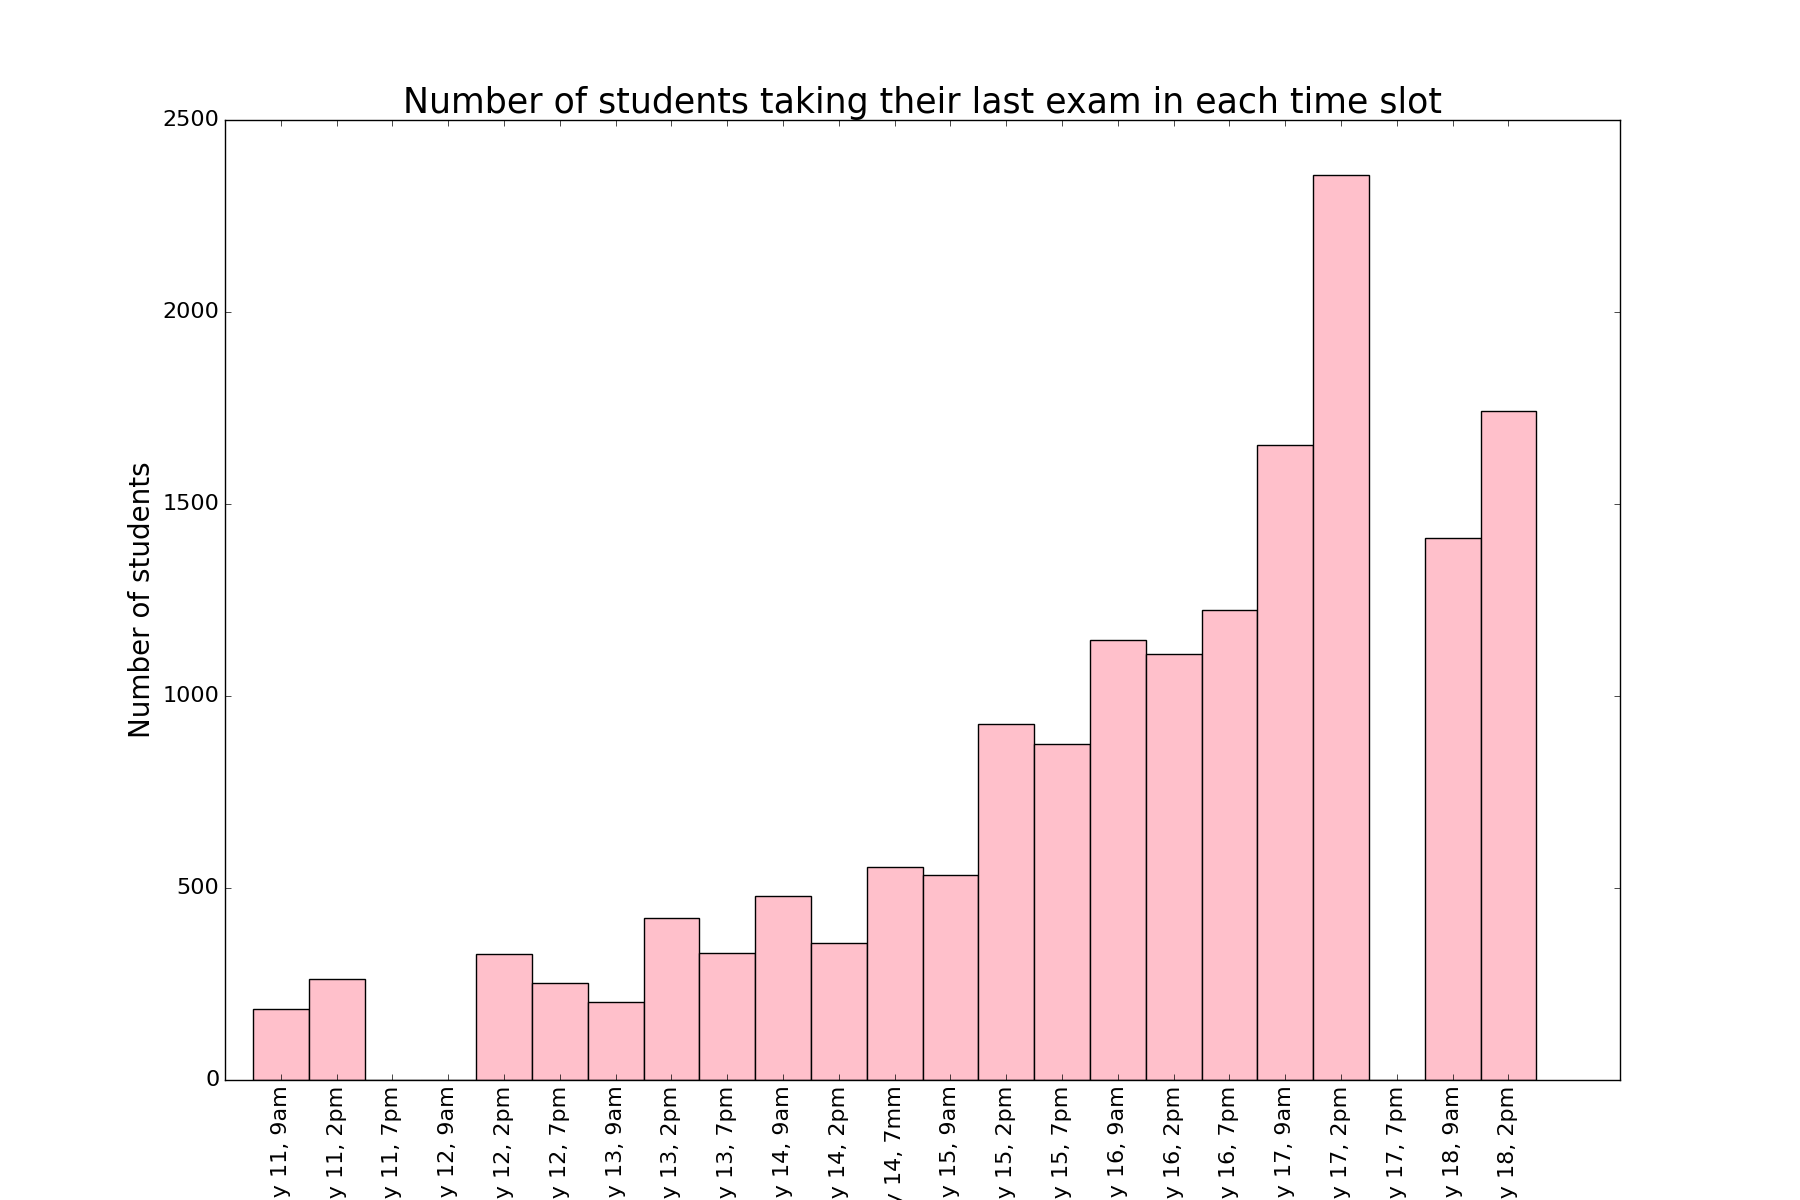 Number of students taking their last exam in each time slot
Number of students
2500
2000
1500
1000
500
0
y 11, 9am
y 11, 2pm
y 11, 7pm
y 12, 9am
y 12, 2pm
y 12, 7pm
y 13, 9am
y 13, 2pm
y 13, 7pm
y 14, 9am
y 14, 2pm
y 14, 7mm
y 15, 9am
y 15, 2pm
y 15, 7pm
y 16, 9am
y 16, 2pm
y 16, 7pm
y 17, 9am
y 17, 2pm
y 17, 7pm
y 18, 9am
y 18, 2pm